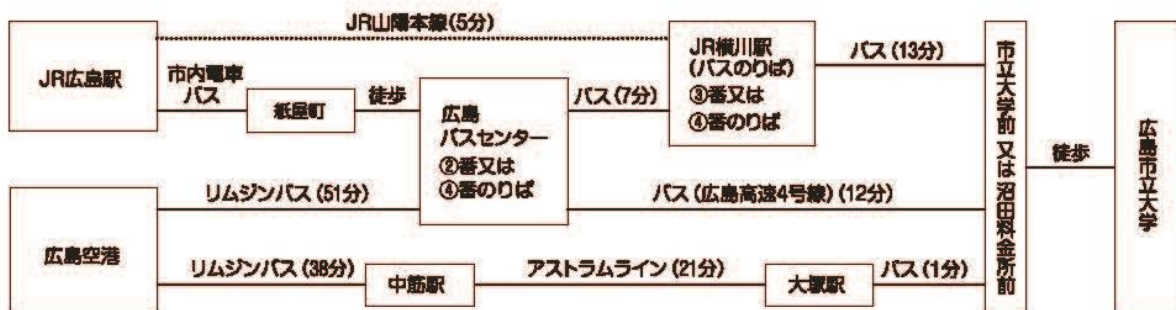 JR山陽本線(5分)
JR広島駅
市内電車
バス
紙屋町
徒歩
広島
バスセンター
②番又は
④番のりば
バス(7分)
JR横川駅
(バスのりば)
③番又は
④番のりば
バス(13分)
リムジンバス(51分)
バス(広島高速4号線)(12分)
広島空港
リムジンバス(38分)
中筋駅
アストラムライン(21分)
大塚駅
バス(1分)
市立大学前 又は 沼田料金所前
徒歩
広島市立大学